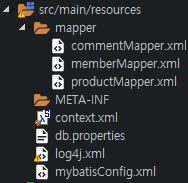 src/main/resources
mapper
commentMapper.xml
memberMapper.xml
productMapper.xml
META-INF
context.xml
db.properties
log4j.xml
mybatisConfig.xml